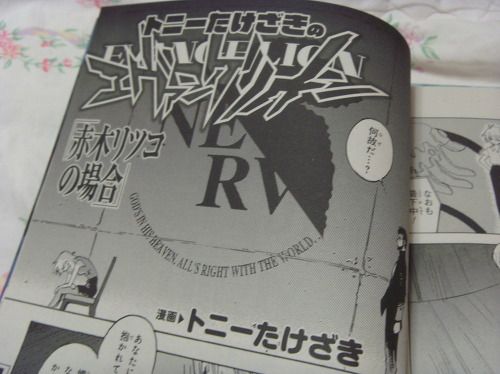 トニーたけざきの
EVANGELION
エヴァンゲリオン
NERV
GOD'S IN HIS HEAVEN. ALL'S RIGHT WITH THE WORLD.
『赤木リツコ
の場合』
何故だ…?
なぜ
漫画▶トニーたけざき
あなたに
抱かれて
なおも